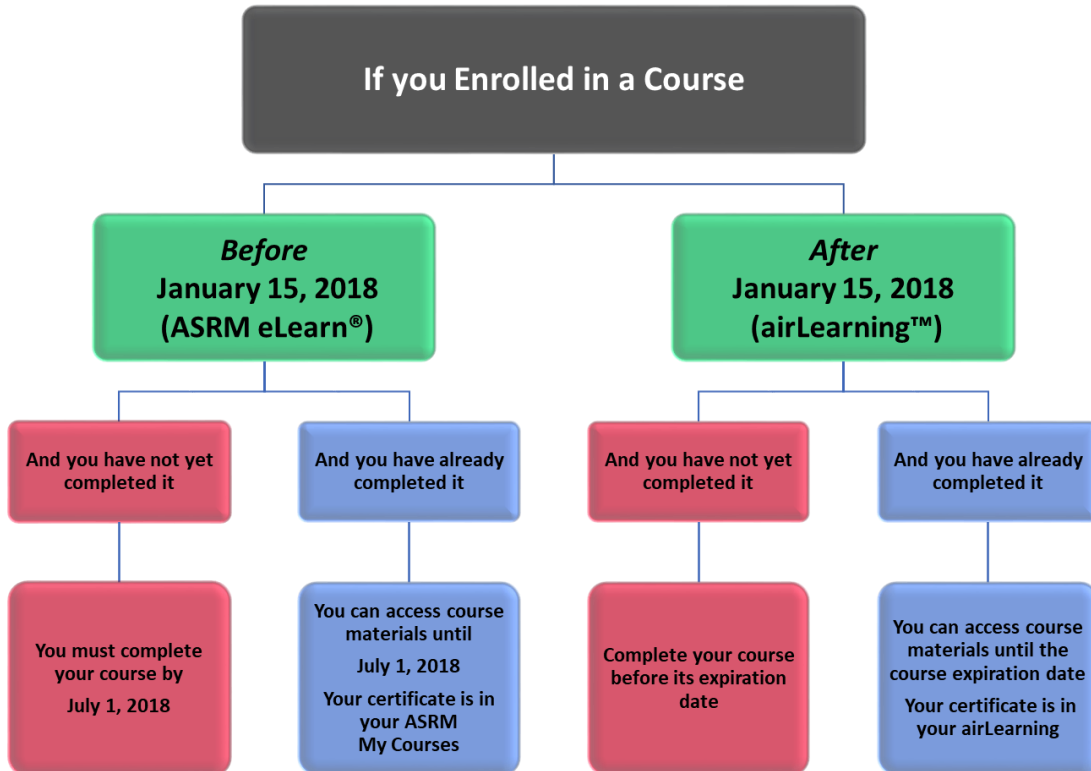 If you Enrolled in a Course
Before
January 15, 2018
(ASRM eLearn®)
After
January 15, 2018
(airLearning™)
And you have not yet
completed it
And you have already
completed it
And you have not yet
completed it
And you have already
completed it
You must complete
your course by
July 1, 2018
You can access course
materials until
July 1, 2018
Your certificate is in
your ASRM
My Courses
Complete your course
before its expiration
date
You can access course
materials until the
course expiration date
Your certificate is in
your airLearning